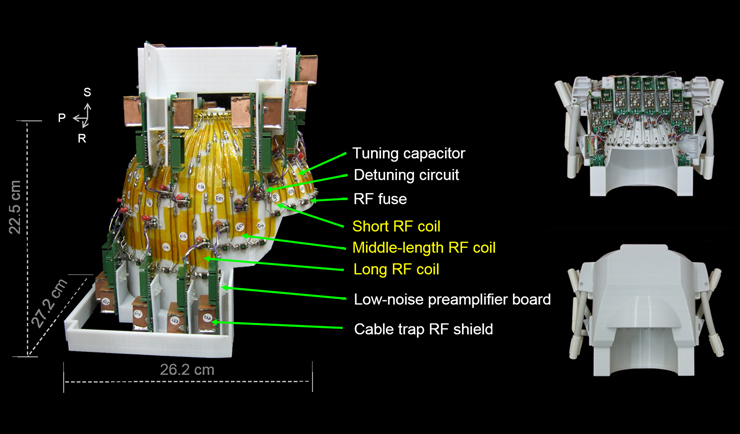 S
P
R
22.5 cm
27.2 cm
26.2 cm
Tuning capacitor
Detuning circuit
RF fuse
Short RF coil
Middle-length RF coil
Long RF coil
Low-noise preamplifier board
Cable trap RF shield